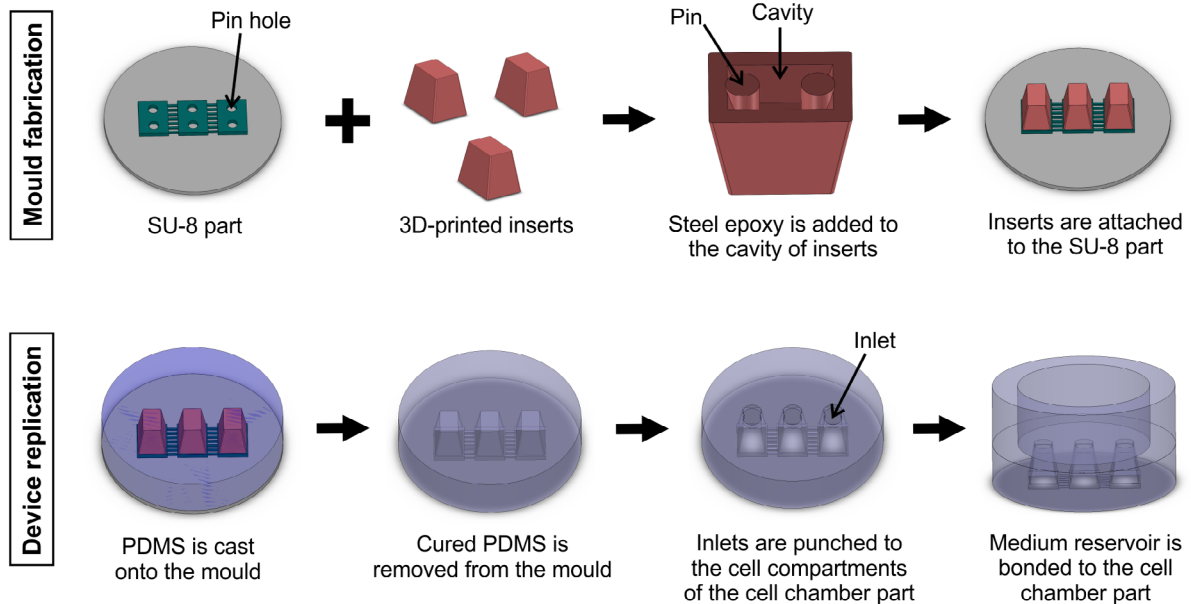 Mould fabrication
Pin hole
SU-8 part
3D-printed inserts
Pin
Cavity
Steel epoxy is added to
the cavity of inserts
Inserts are attached
to the SU-8 part
Device replication
PDMS is cast
onto the mould
Cured PDMS is
removed from the mould
Inlet
Inlets are punched to
the cell compartments
of the cell chamber part
Medium reservoir is
bonded to the cell
chamber part